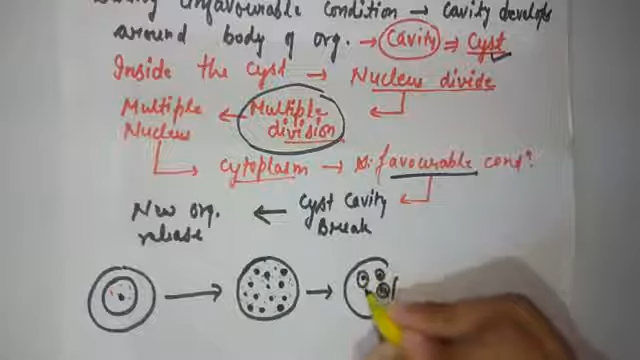 During unfavourable Condition → Cavity develops
around body of org. → Cavity ⇒ Cyst
Inside the Cyst → Nucleus divide
Multiple Nucleus ← Multiple division ←
→ Cytoplasm → favourable cond?
New org. release ← Cyst Cavity Break